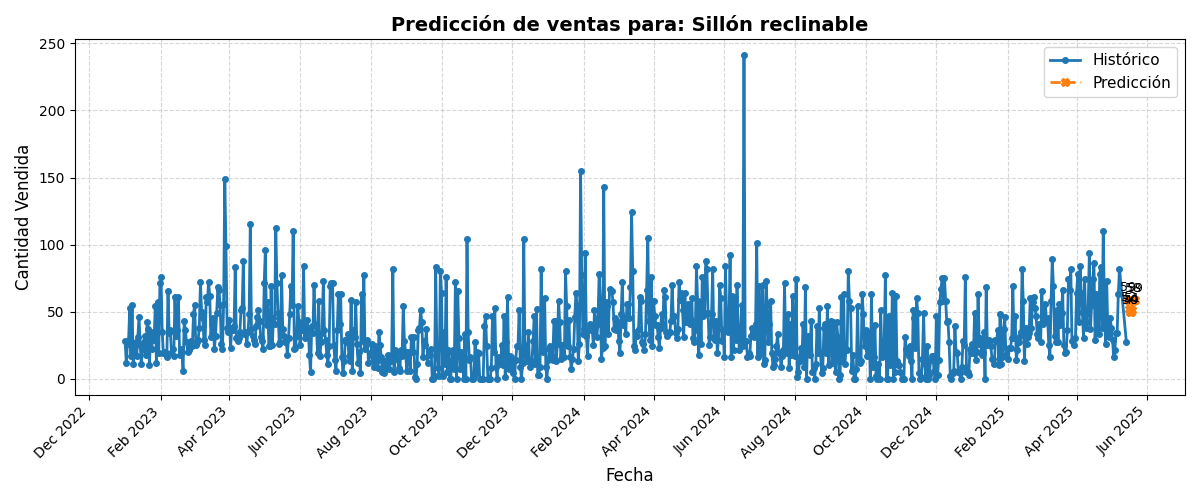 Predicción de ventas para: Sillón reclinable
Histórico
Predicción
Cantidad Vendida
250
200
150
100
50
0
Dec 2022
Feb 2023
Apr 2023
Jun 2023
Aug 2023
Oct 2023
Dec 2023
Feb 2024
Apr 2024
Jun 2024
Aug 2024
Oct 2024
Dec 2024
Feb 2025
Apr 2025
Jun 2025
Fecha